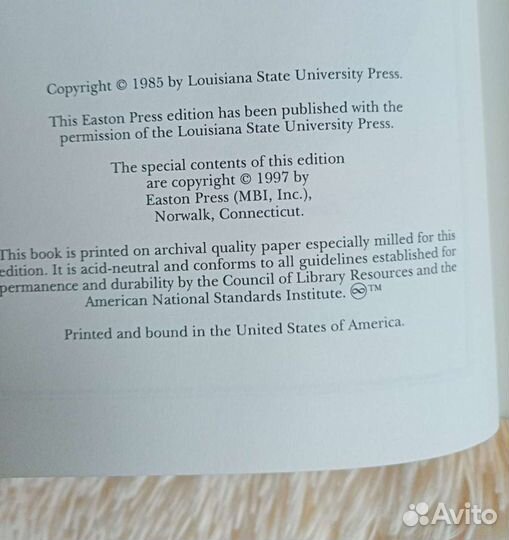 Copyright © 1985 by Louisiana State University Press.
This Easton Press edition has been published with the
permission of the Louisiana State University Press.
The special contents of this edition
are copyright © 1997 by
Easton Press (MBI, Inc.),
Norwalk, Connecticut.
This book is printed on archival quality paper especially milled for this
edition. It is acid-neutral and conforms to all guidelines established for
permanence and durability by the Council of Library Resources and the
American National Standards Institute. ♾™
Printed and bound in the United States of America.
Avito